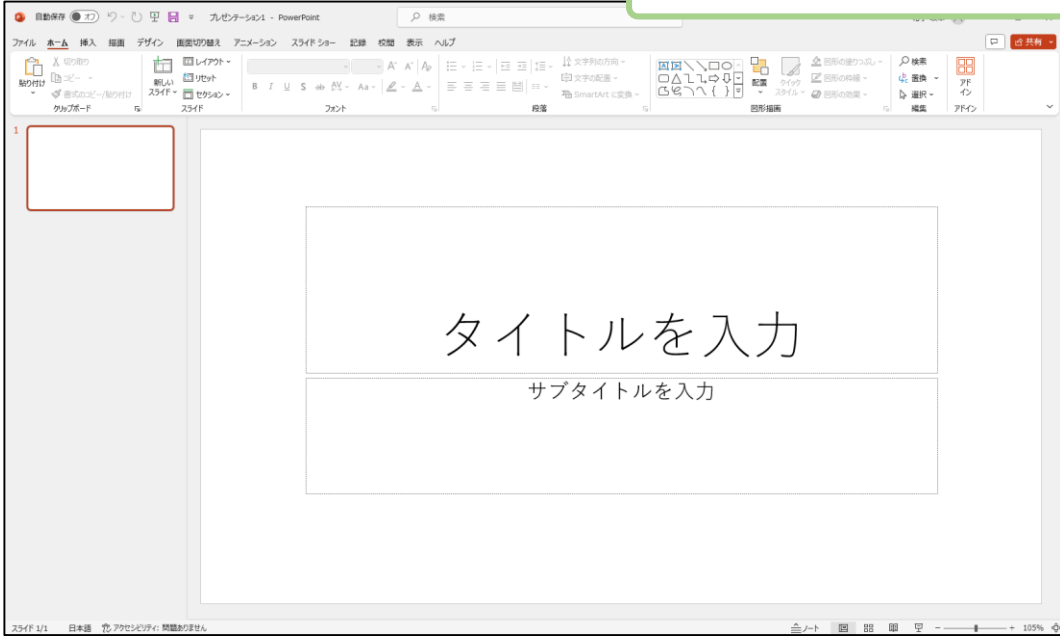 自動保存 オフ プレゼンテーション1 - PowerPoint 検索
ファイル ホーム 挿入 描画 デザイン 画面切り替え アニメーション スライド ショー 記録 校閲 表示 ヘルプ 共有
貼り付け
切り取り
コピー
書式のコピー/貼り付け
クリップボード
新しい
スライド
レイアウト
リセット
セクション
スライド
B I U S ab AV Aa A
フォント
文字列の方向
文字の配置
SmartArt に変換
段落
配置
クイック
スタイル
図形の塗りつぶし
図形の枠線
図形の効果
図形描画
検索
置換
選択
編集
アド
イン
アドイン
1
タイトルを入力
サブタイトルを入力
スライド 1/1 日本語 アクセシビリティ: 問題ありません ノート 105%